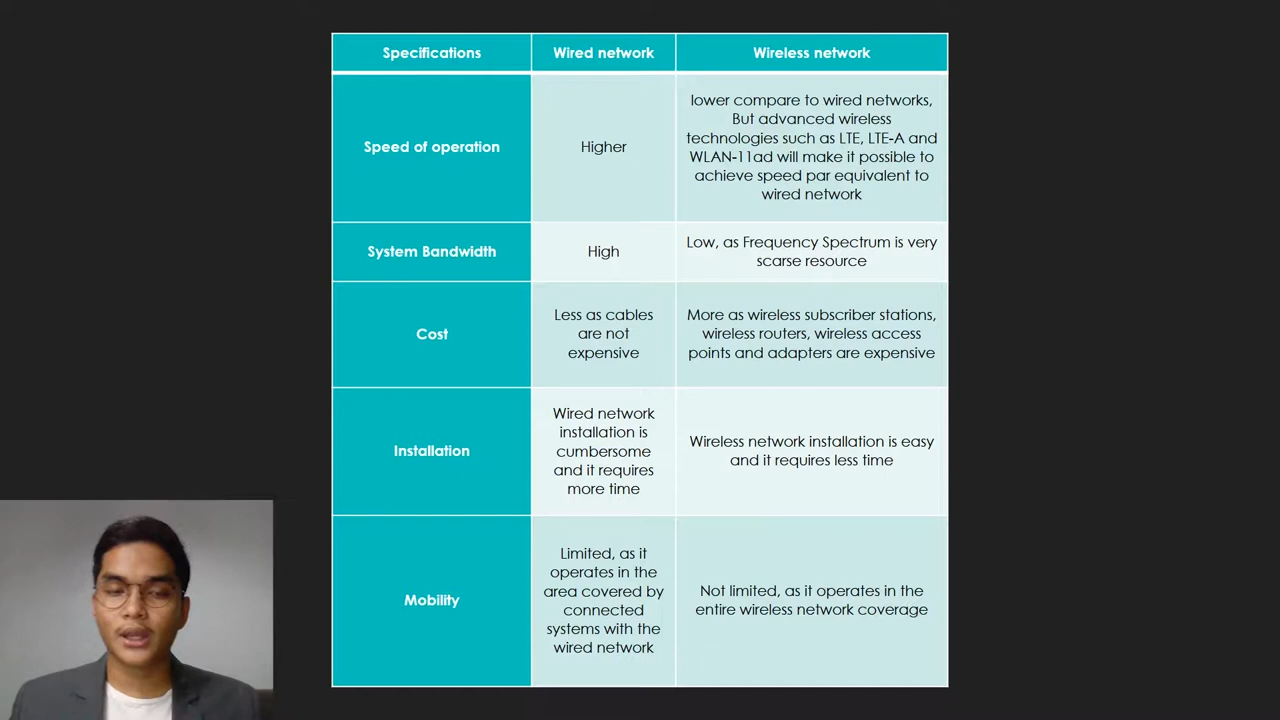 Specifications
Wired network
Wireless network
Speed of operation
Higher
lower compare to wired networks,
But advanced wireless
technologies such as LTE, LTE-A and
WLAN-11ad will make it possible to
achieve speed par equivalent to
wired network
System Bandwidth
High
Low, as Frequency Spectrum is very
scarse resource
Cost
Less as cables
are not
expensive
More as wireless subscriber stations,
wireless routers, wireless access
points and adapters are expensive
Installation
Wired network
installation is
cumbersome
and it requires
more time
Wireless network installation is easy
and it requires less time
Mobility
Limited, as it
operates in the
area covered by
connected
systems with the
wired network
Not limited, as it operates in the
entire wireless network coverage